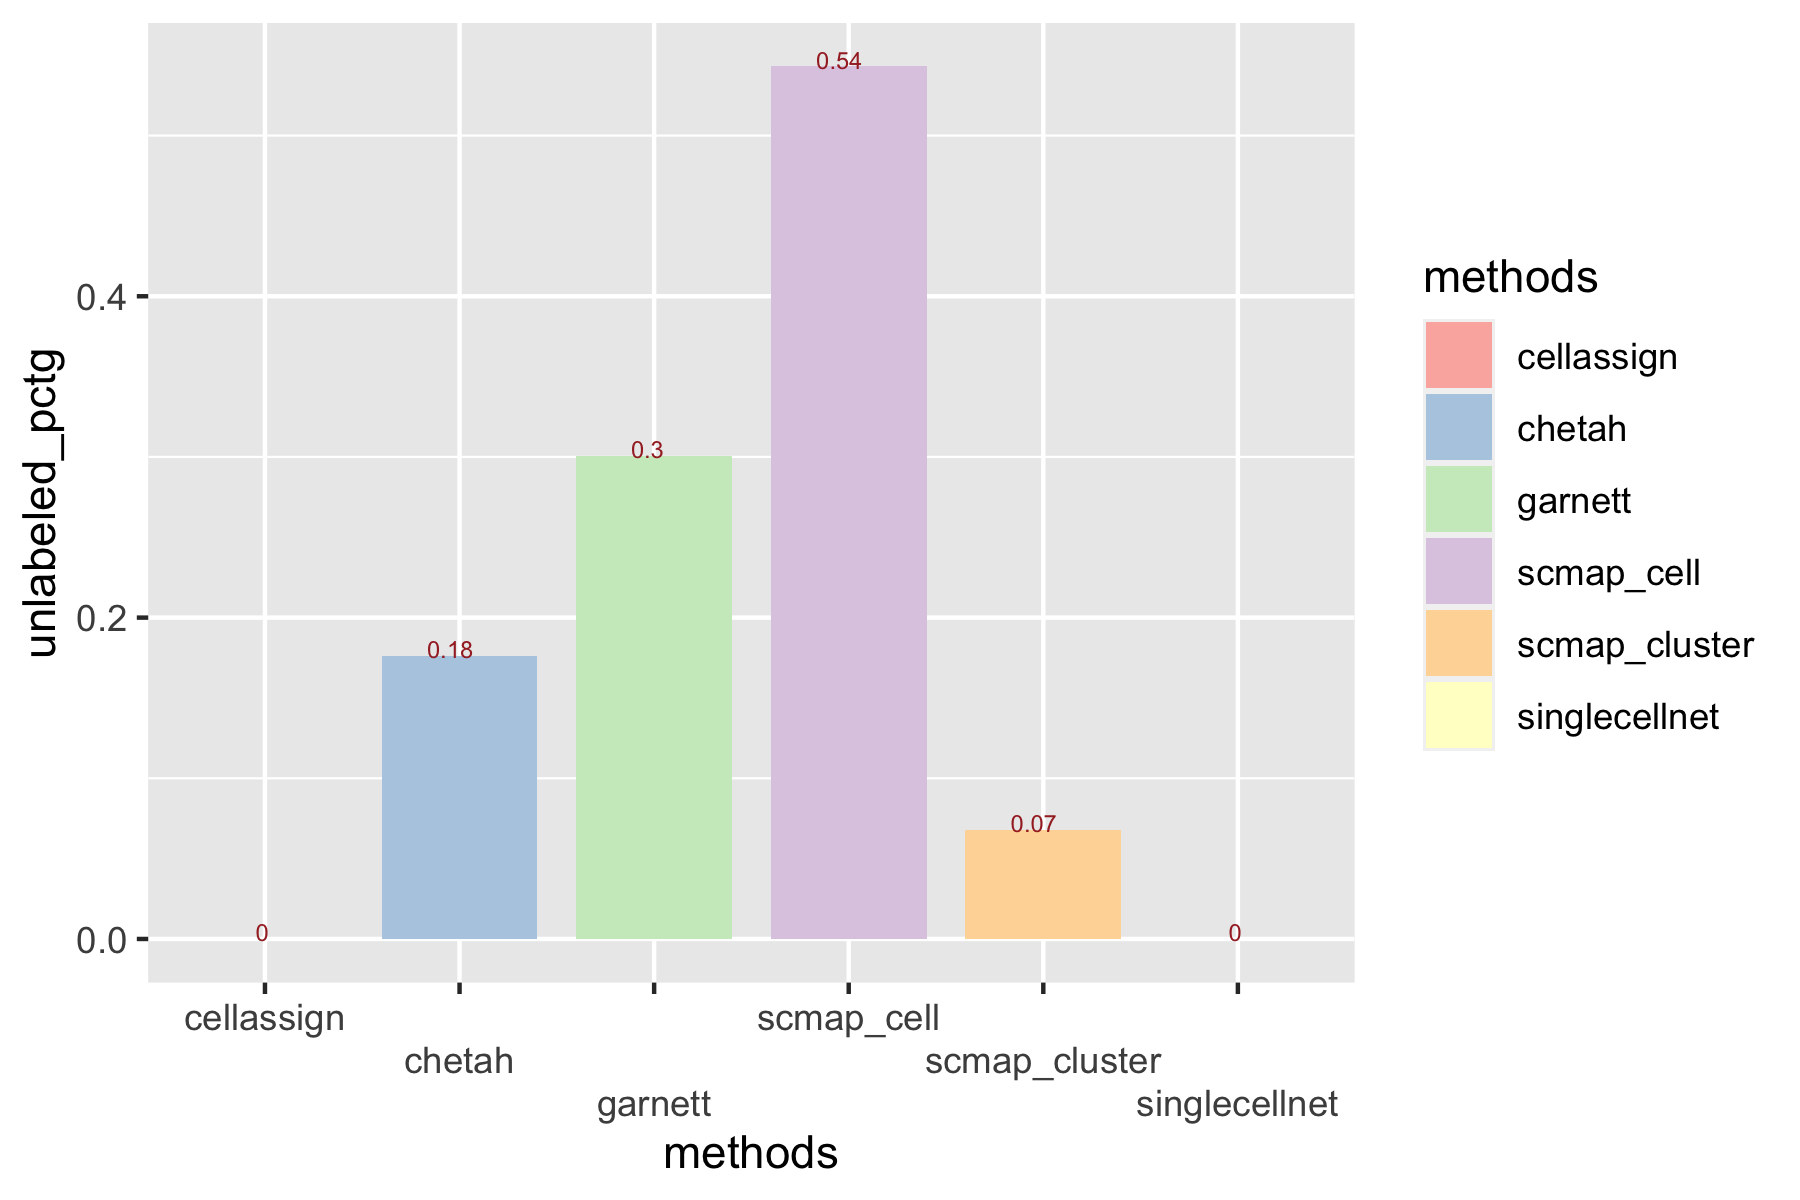 unlabeled_pctg
0.4
0.2
0.0
0
0.18
0.3
0.54
0.07
0
cellassign
chetah
garnett
scmap_cell
scmap_cluster
singlecellnet
methods
methods
cellassign
chetah
garnett
scmap_cell
scmap_cluster
singlecellnet